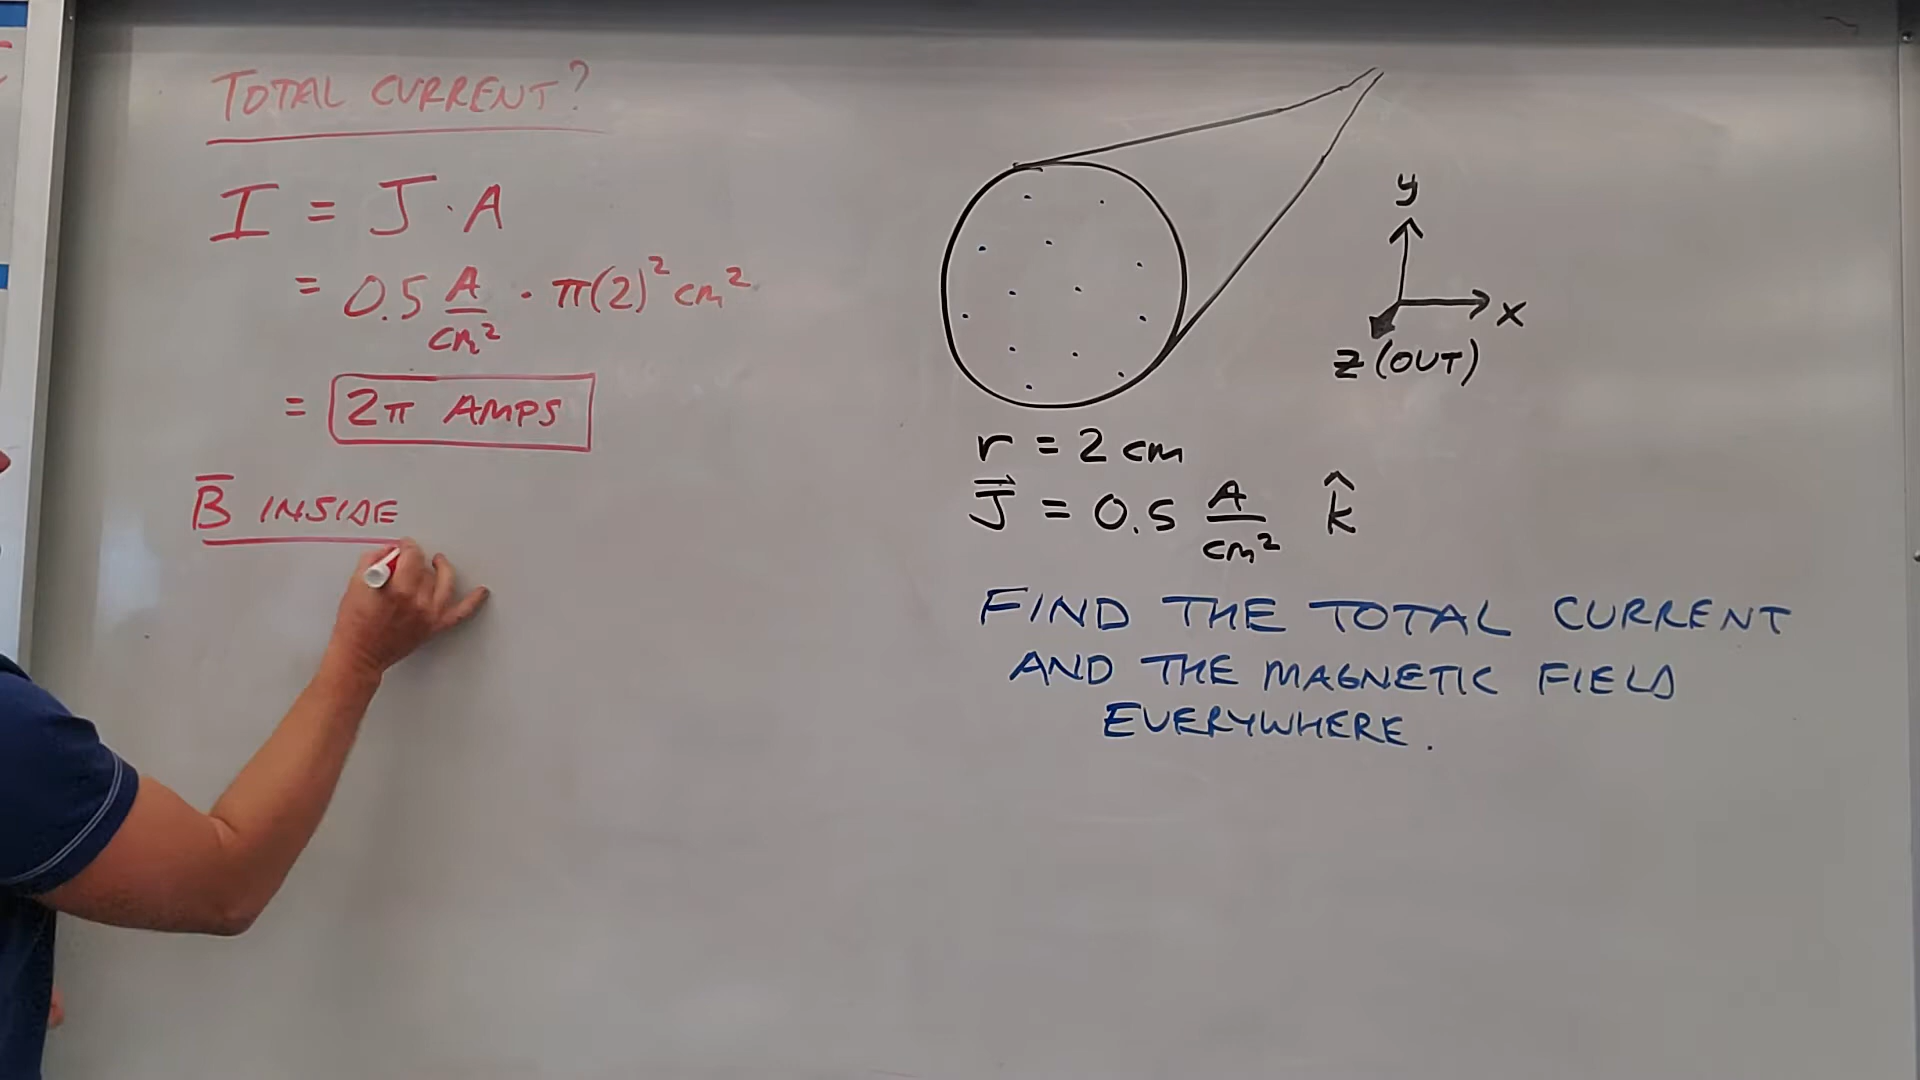 TOTAL CURRENT?
I = J · A
= 0.5 A/cm² · π(2)² cm²
= 2π AMPS
B̅ INSIDE
y
x
z (OUT)
r = 2 cm
J⃗ = 0.5 A/cm² k̂
FIND THE TOTAL CURRENT
AND THE MAGNETIC FIELD
EVERYWHERE.